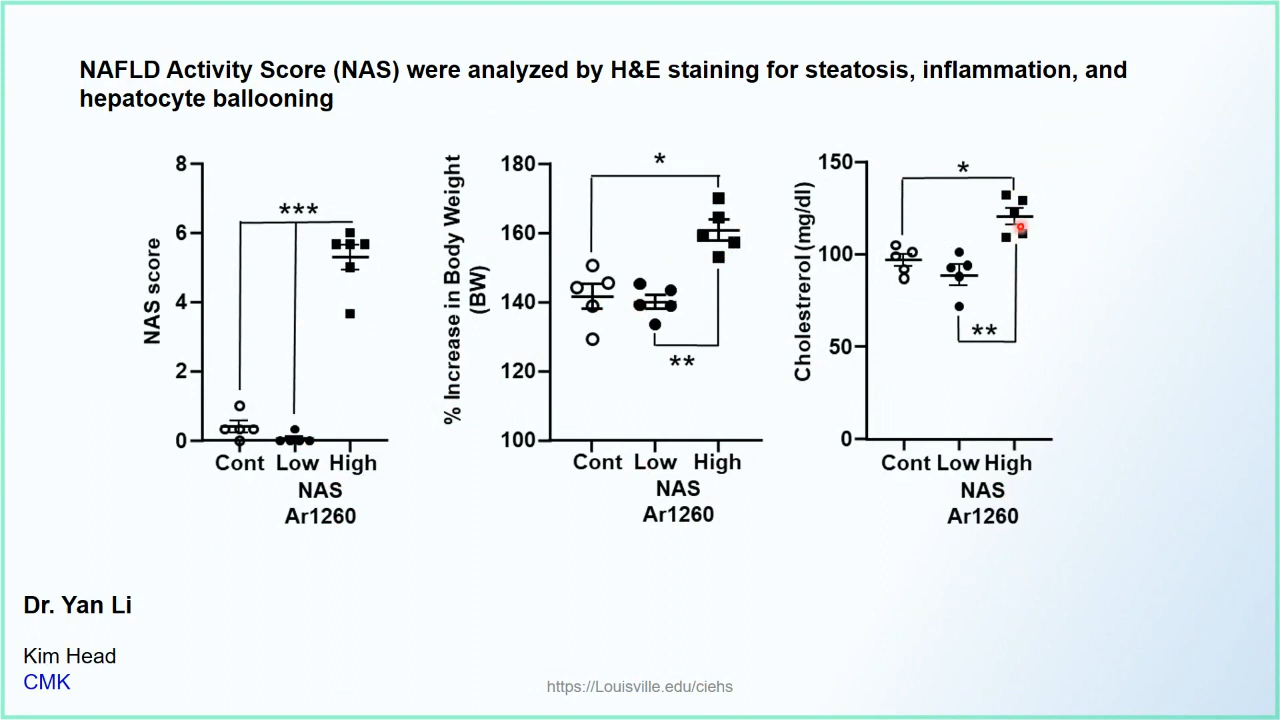 NAFLD Activity Score (NAS) were analyzed by H&E staining for steatosis, inflammation, and
hepatocyte ballooning
NAS score
8
6
4
2
0
***
Cont Low High
NAS
Ar1260
% Increase in Body Weight
(BW)
180
160
140
120
100
*
**
Cont Low High
NAS
Ar1260
Cholestrerol (mg/dl)
150
100
50
0
*
**
Cont Low High
NAS
Ar1260
Dr. Yan Li
Kim Head
CMK
https://Louisville.edu/ciehs